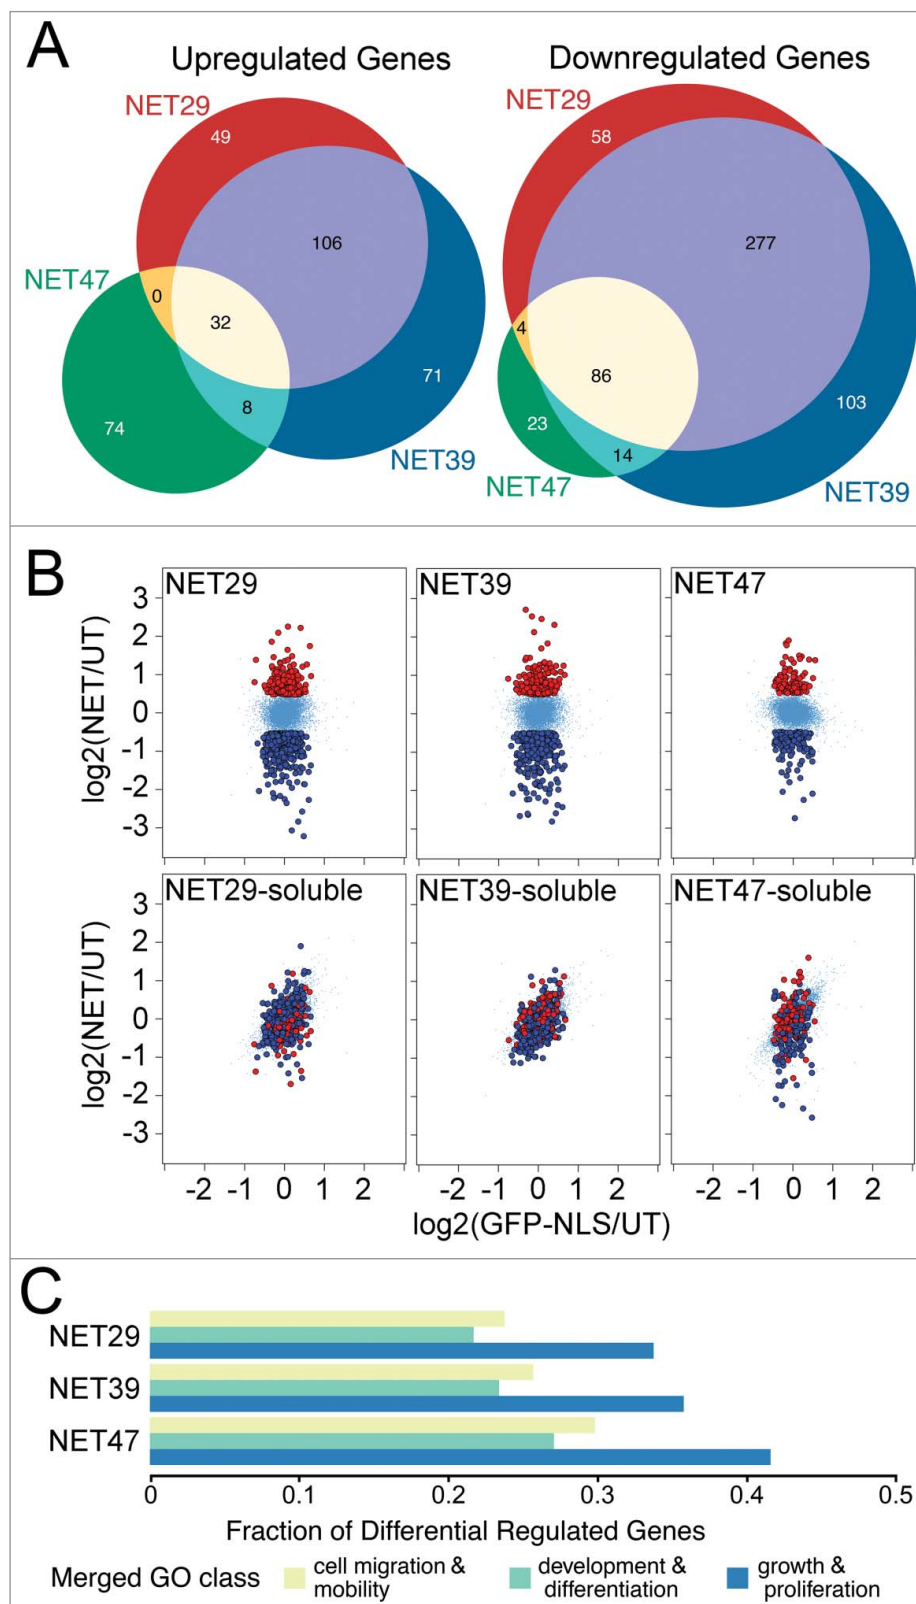 A
Upregulated Genes
Downregulated Genes
NET29
49
106
NET47
0
32
71
8
74
NET39
NET29
58
277
4
86
103
23
14
NET47
NET39
B
NET29
NET39
NET47
log2(NET/UT)
3
2
1
0
-1
-2
-3
NET29-soluble
NET39-soluble
NET47-soluble
log2(NET/UT)
3
2
1
0
-1
-2
-3
-2 -1 0 1 2
-2 -1 0 1 2
-2 -1 0 1 2
log2(GFP-NLS/UT)
C
NET29
NET39
NET47
0 0.1 0.2 0.3 0.4 0.5
Fraction of Differential Regulated Genes
Merged GO class
cell migration &
mobility
development &
differentiation
growth &
proliferation